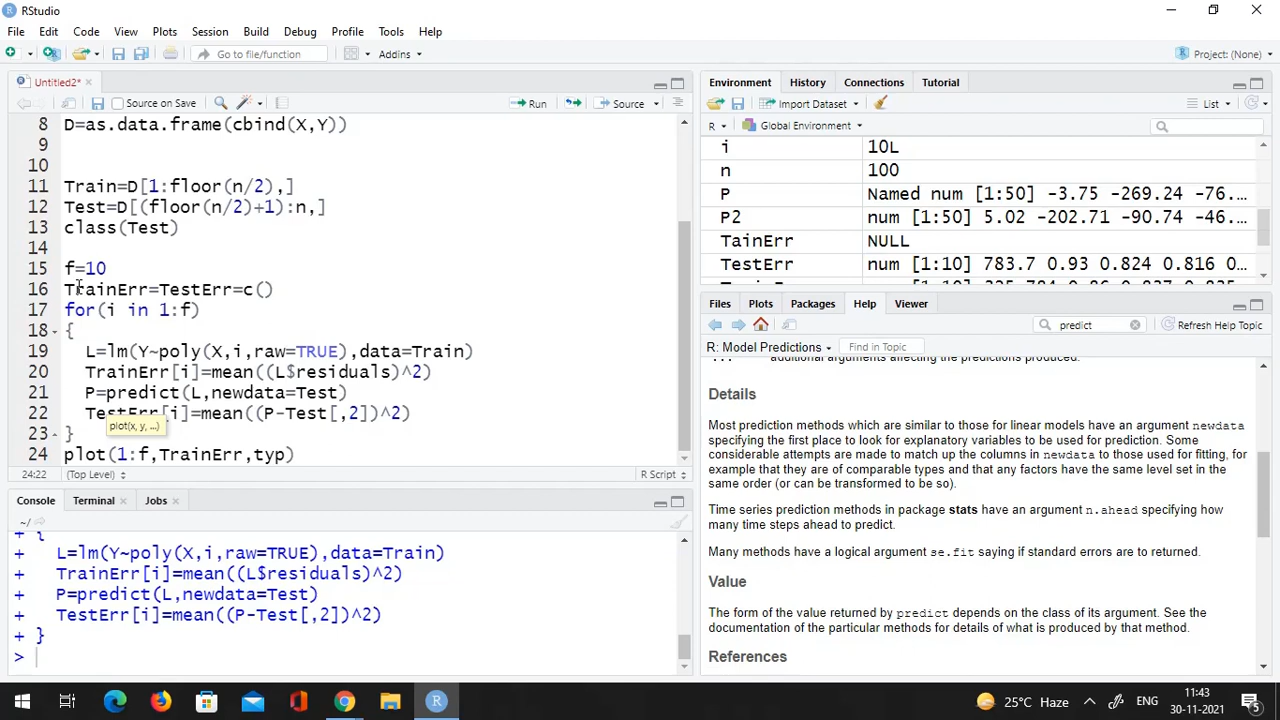 RStudio
File Edit Code View Plots Session Build Debug Profile Tools Help
Go to file/function Addins Project: (None)
Untitled2*
Source on Save Run Source
8 D=as.data.frame(cbind(X,Y))
9
10
11 Train=D[1:floor(n/2),]
12 Test=D[(floor(n/2)+1):n,]
13 class(Test)
14
15 f=10
16 TrainErr=TestErr=c()
17 for(i in 1:f)
18 {
19 L=lm(Y~poly(X,i,raw=TRUE),data=Train)
20 TrainErr[i]=mean((L$residuals)^2)
21 P=predict(L,newdata=Test)
22 TestErr[i]=mean((P-Test[,2])^2)
plot(x, y, ...)
23 }
24 plot(1:f,TrainErr,typ)
24:22 (Top Level) R Script
Console Terminal Jobs
~/
+ {
+ L=lm(Y~poly(X,i,raw=TRUE),data=Train)
+ TrainErr[i]=mean((L$residuals)^2)
+ P=predict(L,newdata=Test)
+ TestErr[i]=mean((P-Test[,2])^2)
+ }
>
Environment History Connections Tutorial
Import Dataset List
R Global Environment
i 10L
n 100
P Named num [1:50] -3.75 -269.24 -76...
P2 num [1:50] 5.02 -202.71 -90.74 -46...
TainErr NULL
TestErr num [1:10] 783.7 0.93 0.824 0.816 0...
Files Plots Packages Help Viewer
predict Refresh Help Topic
R: Model Predictions Find in Topic
... additional arguments affecting the predictions produced.
Details
Most prediction methods which are similar to those for linear models have an argument newdata
specifying the first place to look for explanatory variables to be used for prediction. Some
considerable attempts are made to match up the columns in newdata to those used for fitting,
for example that they are of comparable types and that any factors have the same level set in the
same order (or can be transformed to be so).
Time series prediction methods in package stats have an argument n.ahead specifying how
many time steps ahead to predict.
Many methods have a logical argument se.fit saying if standard errors are to returned.
Value
The form of the value returned by predict depends on the class of its argument. See the
documentation of the particular methods for details of what is produced by that method.
References
25°C Haze ENG 11:43
30-11-2021 5